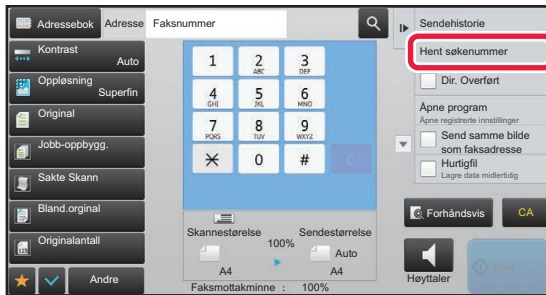 Adressebok
Adresse
Faksnummer
Sendehistorie
Kontrast
Auto
Hent søkenummer
Oppløsning
Superfin
Dir. Overført
Original
Åpne program
Åpne registrerte innstillinger
Jobb-oppbygg.
Send samme bilde
som faksadresse
Sakte Skann
Hurtigfil
Lagre data midlertidig
Bland.orginal
Originalantall
Andre
1
2
ABC
3
DEF
4
GHI
5
JKL
6
MNO
7
PQRS
8
TUV
9
WXYZ
0
#
C
Skannestørelse
Sendestørrelse
100%
Auto
A4
A4
Faksmottakminne : 100%
Forhåndsvis
CA
Høyttaler
Start